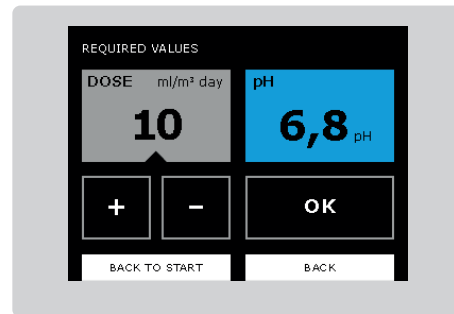 REQUIRED VALUES
DOSE ml/m³ day
10
pH
6,8 pH
+ − OK
BACK TO START BACK